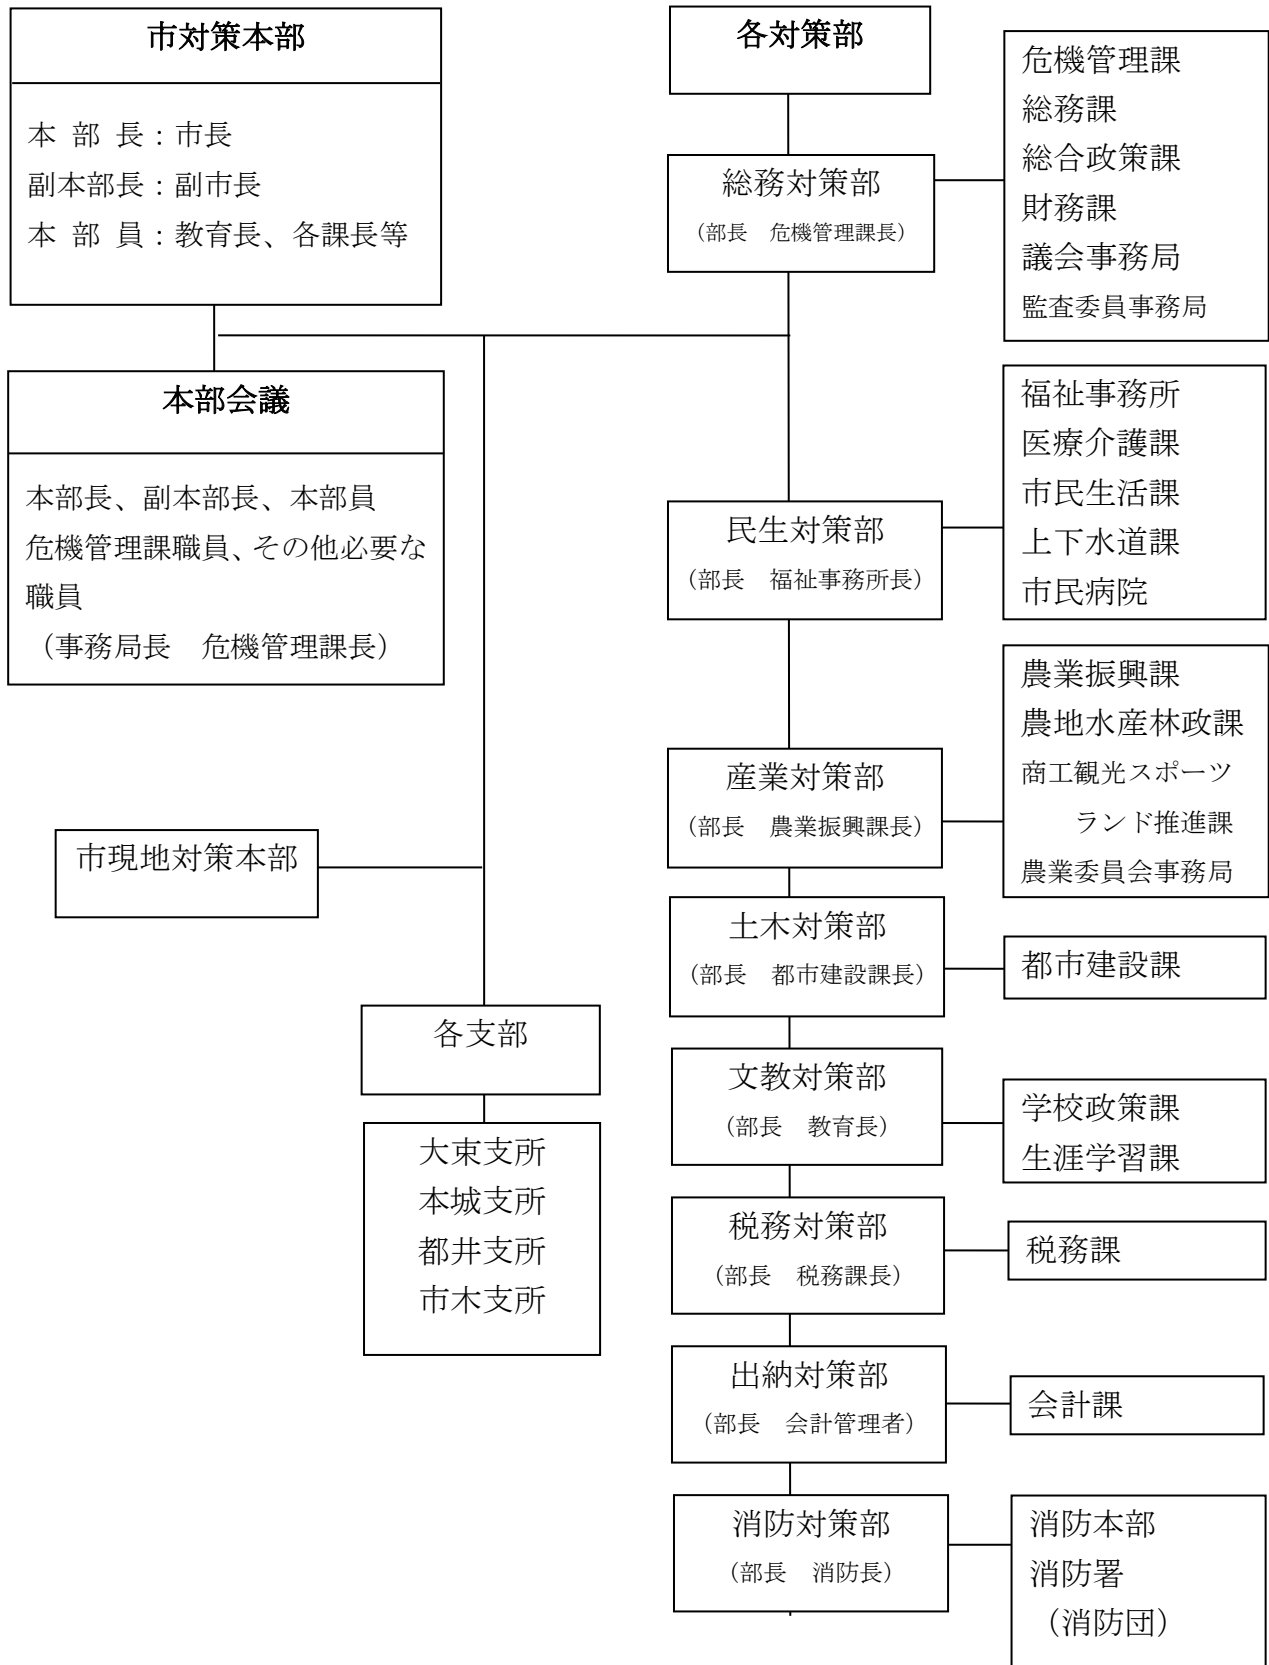 市対策本部
本 部 長：市長
副本部長：副市長
本 部 員：教育長、各課長等
本部会議
本部長、副本部長、本部員
危機管理課職員、その他必要な
職員
（事務局長　危機管理課長）
市現地対策本部
各支部
大束支所
本城支所
都井支所
市木支所
各対策部
総務対策部
（部長　危機管理課長）
危機管理課
総務課
総合政策課
財務課
議会事務局
監査委員事務局
民生対策部
（部長　福祉事務所長）
福祉事務所
医療介護課
市民生活課
上下水道課
市民病院
産業対策部
（部長　農業振興課長）
農業振興課
農地水産林政課
商工観光スポーツ
ランド推進課
農業委員会事務局
土木対策部
（部長　都市建設課長）
都市建設課
文教対策部
（部長　教育長）
学校政策課
生涯学習課
税務対策部
（部長　税務課長）
税務課
出納対策部
（部長　会計管理者）
会計課
消防対策部
（部長　消防長）
消防本部
消防署
（消防団）